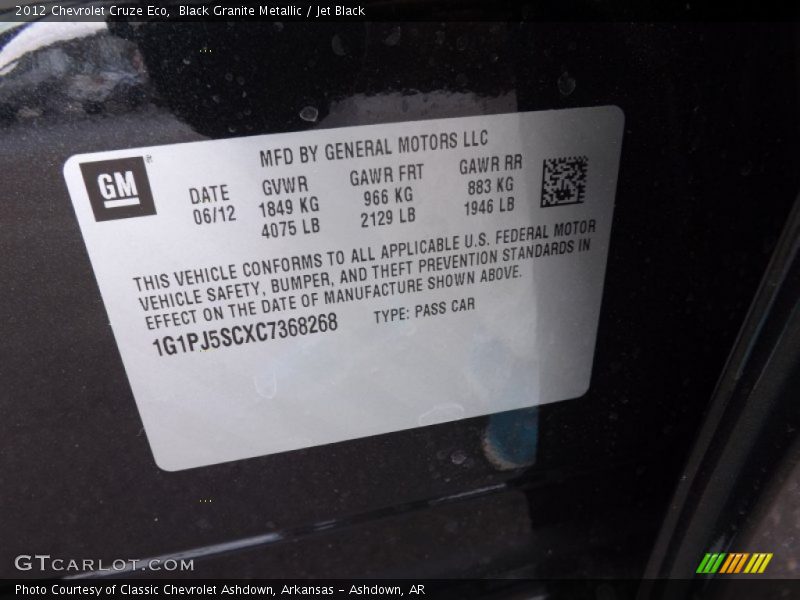 2012 Chevrolet Cruze Eco, Black Granite Metallic / Jet Black
MFD BY GENERAL MOTORS LLC
GM
DATE
06/12
GVWR
1849 KG
4075 LB
GAWR FRT
966 KG
2129 LB
GAWR RR
883 KG
1946 LB
THIS VEHICLE CONFORMS TO ALL APPLICABLE U.S. FEDERAL MOTOR
VEHICLE SAFETY, BUMPER, AND THEFT PREVENTION STANDARDS IN
EFFECT ON THE DATE OF MANUFACTURE SHOWN ABOVE.
1G1PJ5SCXC7368268
TYPE: PASS CAR
GTCARLOT.COM
Photo Courtesy of Classic Chevrolet Ashdown, Arkansas - Ashdown, AR